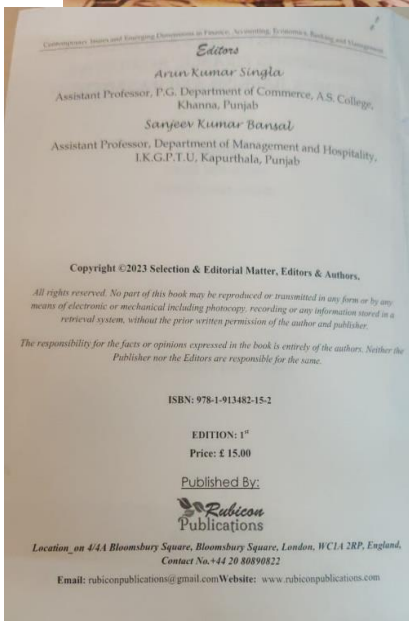 Contemporary Issues and Emerging Dimensions in Finance, Accounting, Economics, Banking and Management
Editors
Arun Kumar Singla
Assistant Professor, P.G. Department of Commerce, A.S. College,
Khanna, Punjab
Sanjeev Kumar Bansal
Assistant Professor, Department of Management and Hospitality,
I.K.G.P.T.U, Kapurthala, Punjab
Copyright ©2023 Selection & Editorial Matter, Editors & Authors.
All rights reserved. No part of this book may be reproduced or transmitted in any form or by any
means of electronic or mechanical including photocopy, recording or any information stored in a
retrieval system, without the prior written permission of the author and publisher.
The responsibility for the facts or opinions expressed in the book is entirely of the authors. Neither the
Publisher nor the Editors are responsible for the same.
ISBN: 978-1-913482-15-2
EDITION: 1st
Price: £ 15.00
Published By:
Rubicon
Publications
Location_on 4/4A Bloomsbury Square, Bloomsbury Square, London, WC1A 2RP, England,
Contact No.+44 20 80890822
Email: rubiconpublications@gmail.comWebsite: www.rubiconpublications.com